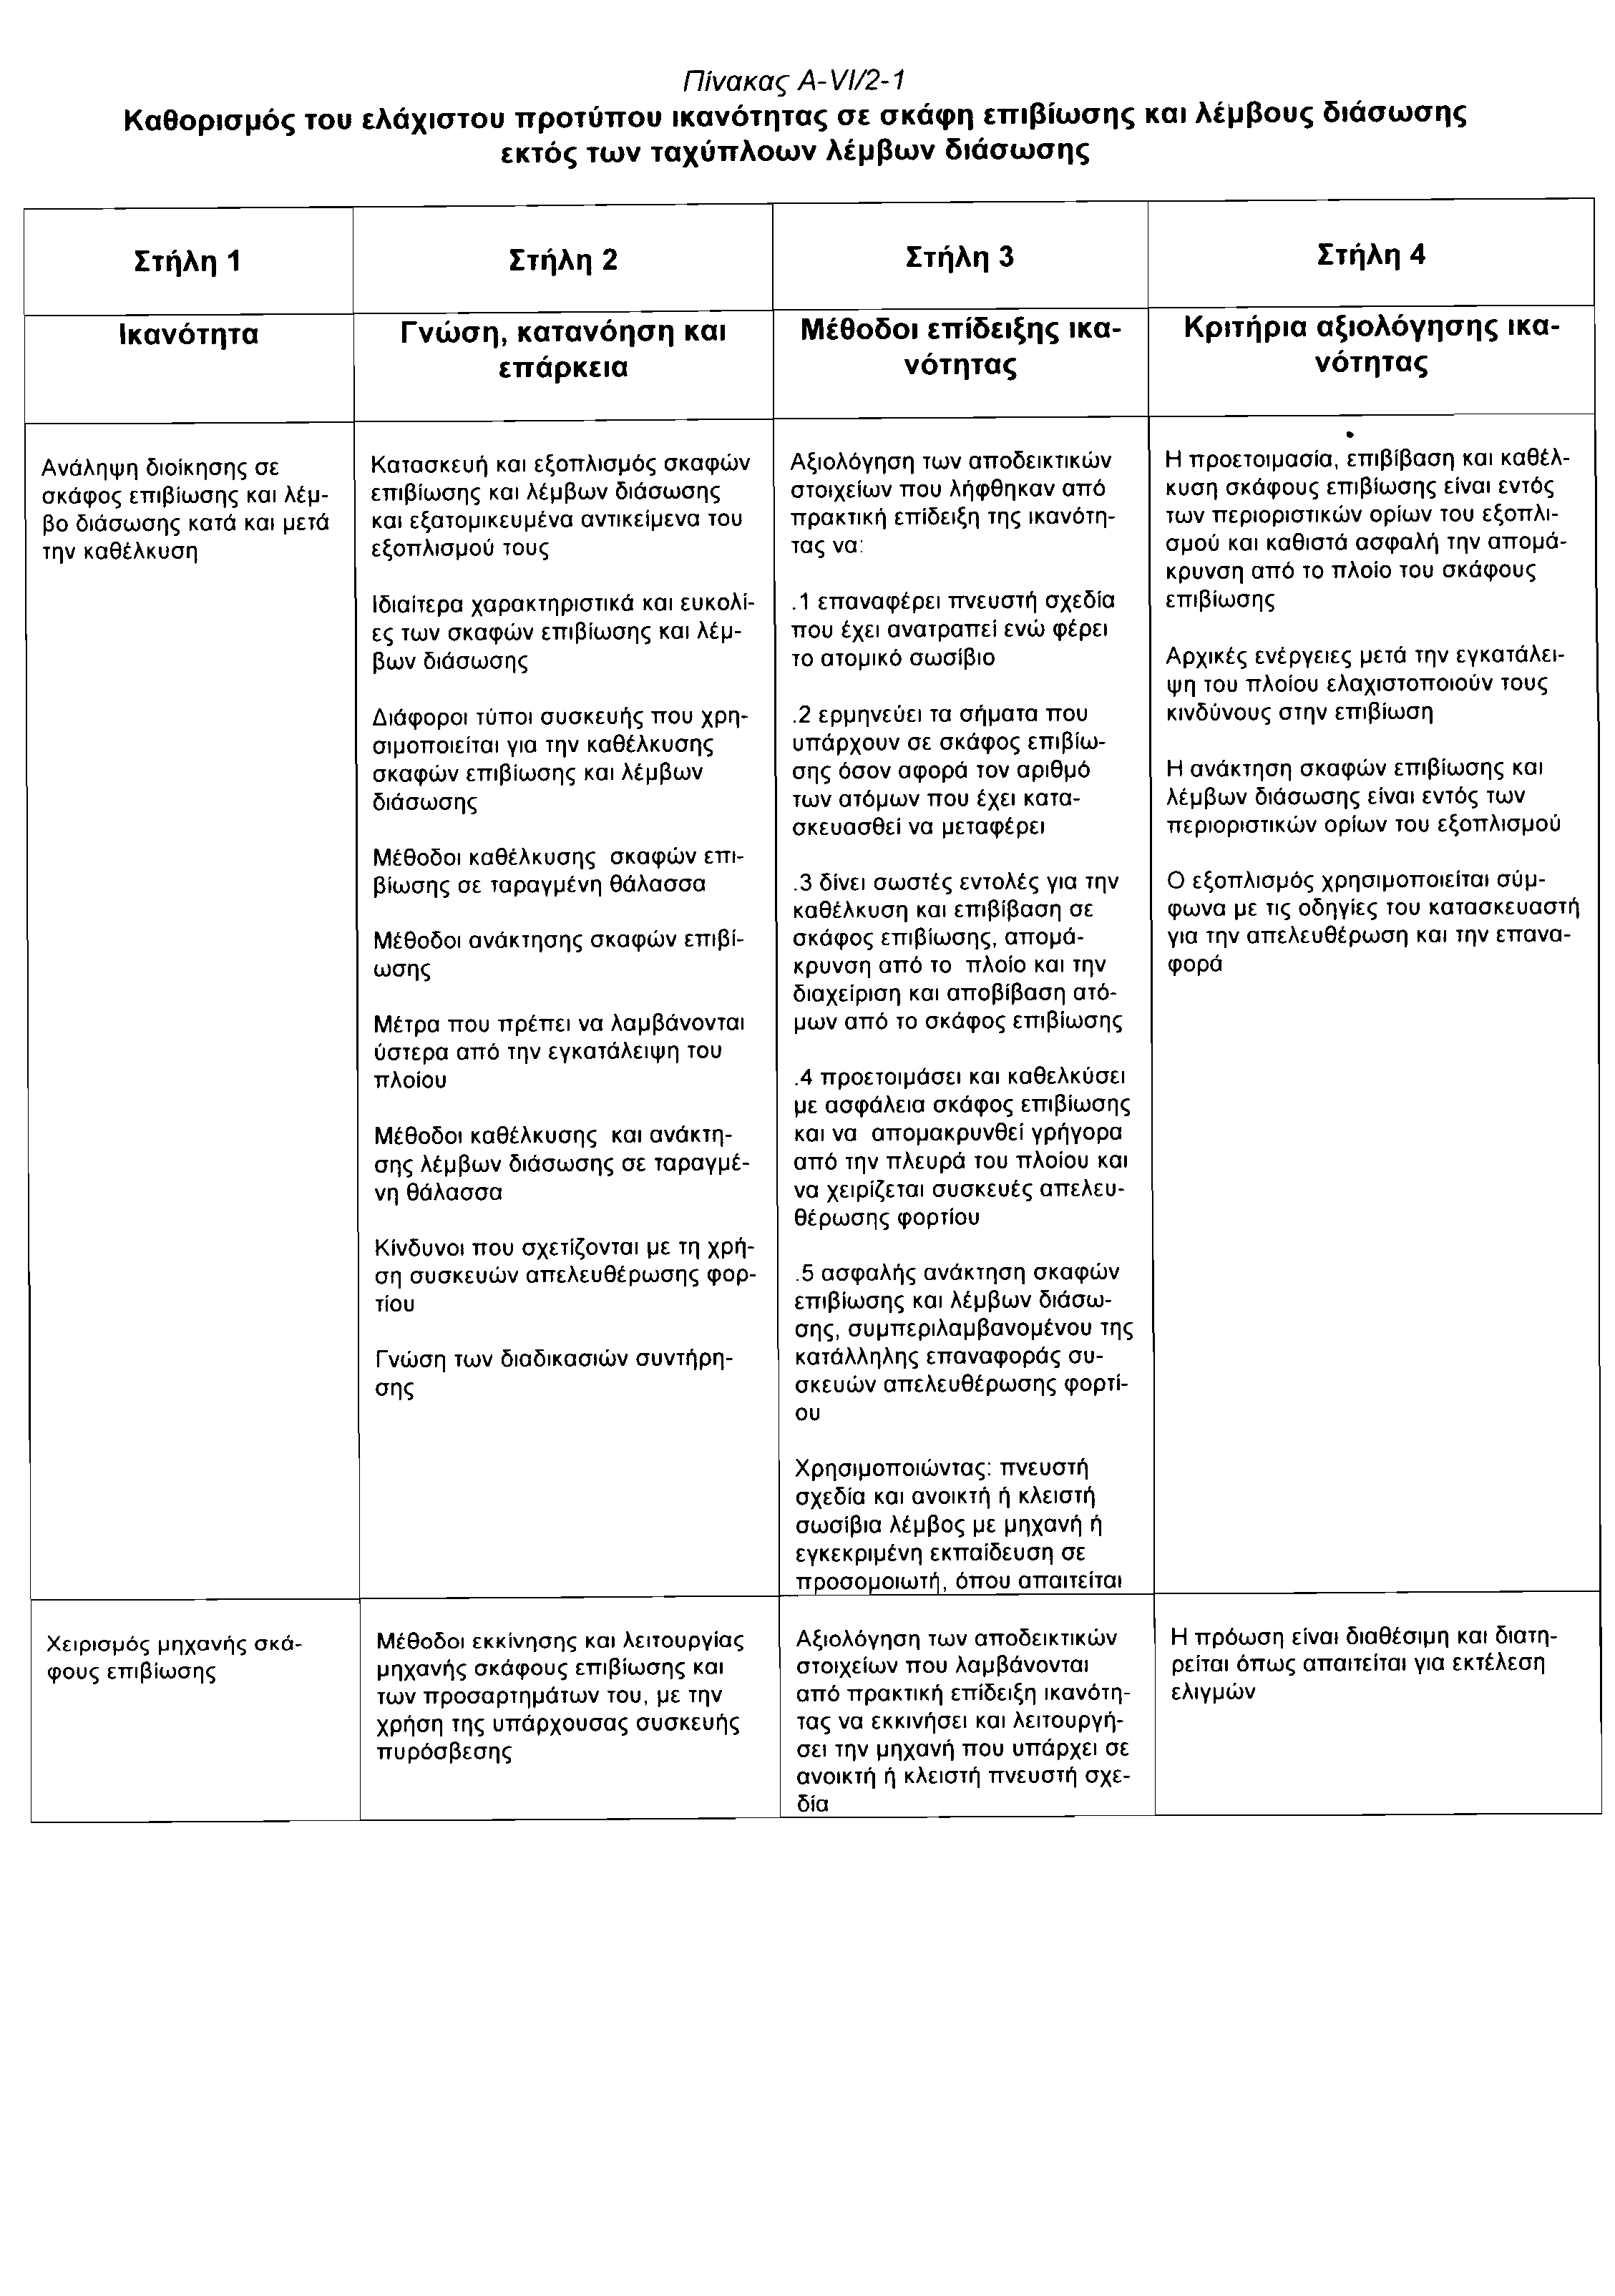 Πίνακας Α-VI/2-1
Καθορισμός του ελάχιστου προτύπου ικανότητας σε σκάφη επιβίωσης και λέμβους διάσωσης
εκτός των ταχύπλοων λέμβων διάσωσης
Στήλη 1
Στήλη 2
Στήλη 3
Στήλη 4
Ικανότητα
Γνώση, κατανόηση και
επάρκεια
Μέθοδοι επίδειξης ικα-
νότητας
Κριτήρια αξιολόγησης ικα-
νότητας
Ανάληψη διοίκησης σε
σκάφος επιβίωσης και λέμ-
βο διάσωσης κατά και μετά
την καθέλκυση
Κατασκευή και εξοπλισμός σκαφών
επιβίωσης και λέμβων διάσωσης
και εξατομικευμένα αντικείμενα του
εξοπλισμού τους
Ιδιαίτερα χαρακτηριστικά και ευκολί-
ες των σκαφών επιβίωσης και λέμ-
βων διάσωσης
Διάφοροι τύποι συσκευής που χρη-
σιμοποιείται για την καθέλκυσης
σκαφών επιβίωσης και λέμβων
διάσωσης
Μέθοδοι καθέλκυσης σκαφών επι-
βίωσης σε ταραγμένη θάλασσα
Μέθοδοι ανάκτησης σκαφών επιβί-
ωσης
Μέτρα που πρέπει να λαμβάνονται
ύστερα από την εγκατάλειψη του
πλοίου
Μέθοδοι καθέλκυσης και ανάκτη-
σης λέμβων διάσωσης σε ταραγμέ-
νη θάλασσα
Κίνδυνοι που σχετίζονται με τη χρή-
ση συσκευών απελευθέρωσης φορ-
τίου
Γνώση των διαδικασιών συντήρη-
σης
Αξιολόγηση των αποδεικτικών
στοιχείων που λήφθηκαν από
πρακτική επίδειξη της ικανότη-
τας να:
.1 επαναφέρει πνευστή σχεδία
που έχει ανατραπεί ενώ φέρει
το ατομικό σωσίβιο
.2 ερμηνεύει τα σήματα που
υπάρχουν σε σκάφος επιβίω-
σης όσον αφορά τον αριθμό
των ατόμων που έχει κατα-
σκευασθεί να μεταφέρει
.3 δίνει σωστές εντολές για την
καθέλκυση και επιβίβαση σε
σκάφος επιβίωσης, απομά-
κρυνση από το πλοίο και την
διαχείριση και αποβίβαση ατό-
μων από το σκάφος επιβίωσης
.4 προετοιμάσει και καθελκύσει
με ασφάλεια σκάφος επιβίωσης
και να απομακρυνθεί γρήγορα
από την πλευρά του πλοίου και
να χειρίζεται συσκευές απελευ-
θέρωσης φορτίου
.5 ασφαλής ανάκτηση σκαφών
επιβίωσης και λέμβων διάσω-
σης, συμπεριλαμβανομένου της
κατάλληλης επαναφοράς συ-
σκευών απελευθέρωσης φορτί-
ου
Χρησιμοποιώντας: πνευστή
σχεδία και ανοικτή ή κλειστή
σωσίβια λέμβος με μηχανή ή
εγκεκριμένη εκπαίδευση σε
προσομοιωτή, όπου απαιτείται
Η προετοιμασία, επιβίβαση και καθέλ-
κυση σκάφους επιβίωσης είναι εντός
των περιοριστικών ορίων του εξοπλι-
σμού και καθιστά ασφαλή την απομά-
κρυνση από το πλοίο του σκάφους
επιβίωσης
Αρχικές ενέργειες μετά την εγκατάλει-
ψη του πλοίου ελαχιστοποιούν τους
κινδύνους στην επιβίωση
Η ανάκτηση σκαφών επιβίωσης και
λέμβων διάσωσης είναι εντός των
περιοριστικών ορίων του εξοπλισμού
Ο εξοπλισμός χρησιμοποιείται σύμ-
φωνα με τις οδηγίες του κατασκευαστή
για την απελευθέρωση και την επανα-
φορά
Χειρισμός μηχανής σκά-
φους επιβίωσης
Μέθοδοι εκκίνησης και λειτουργίας
μηχανής σκάφους επιβίωσης και
των προσαρτημάτων του, με την
χρήση της υπάρχουσας συσκευής
πυρόσβεσης
Αξιολόγηση των αποδεικτικών
στοιχείων που λαμβάνονται
από πρακτική επίδειξη ικανότη-
τας να εκκινήσει και λειτουργή-
σει την μηχανή που υπάρχει σε
ανοικτή ή κλειστή πνευστή σχε-
δία
Η πρόωση είναι διαθέσιμη και διατη-
ρείται όπως απαιτείται για εκτέλεση
ελιγμών